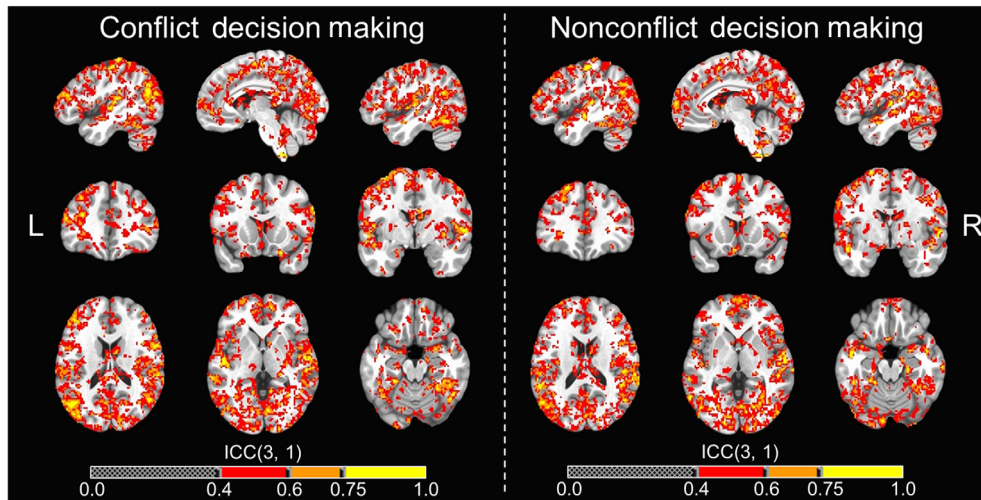 Conflict decision making
Nonconflict decision making
L
R
ICC(3, 1)
0.0 0.4 0.6 0.75 1.0
ICC(3, 1)
0.0 0.4 0.6 0.75 1.0